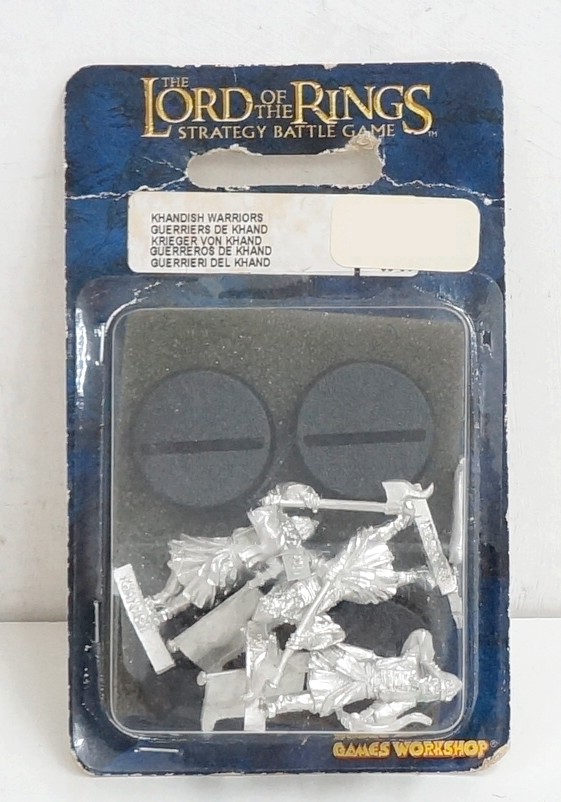 THE
LORD OF THE RINGS
STRATEGY BATTLE GAME™
KHANDISH WARRIORS
GUERRIERS DE KHAND
KRIEGER VON KHAND
GUERREROS DE KHAND
GUERRIERI DEL KHAND
GAMES WORKSHOP®